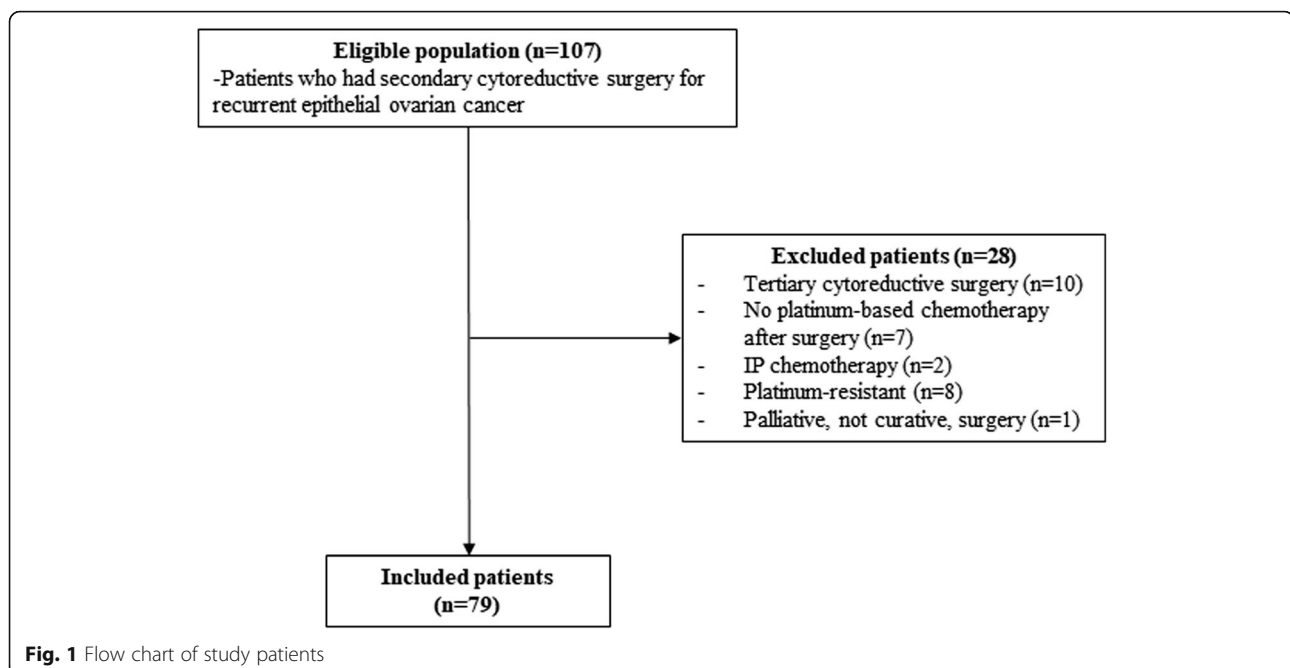 Eligible population (n=107)
-Patients who had secondary cytoreductive surgery for
recurrent epithelial ovarian cancer
Excluded patients (n=28)
- Tertiary cytoreductive surgery (n=10)
- No platinum-based chemotherapy
after surgery (n=7)
- IP chemotherapy (n=2)
- Platinum-resistant (n=8)
- Palliative, not curative, surgery (n=1)
Included patients
(n=79)
Fig. 1 Flow chart of study patients